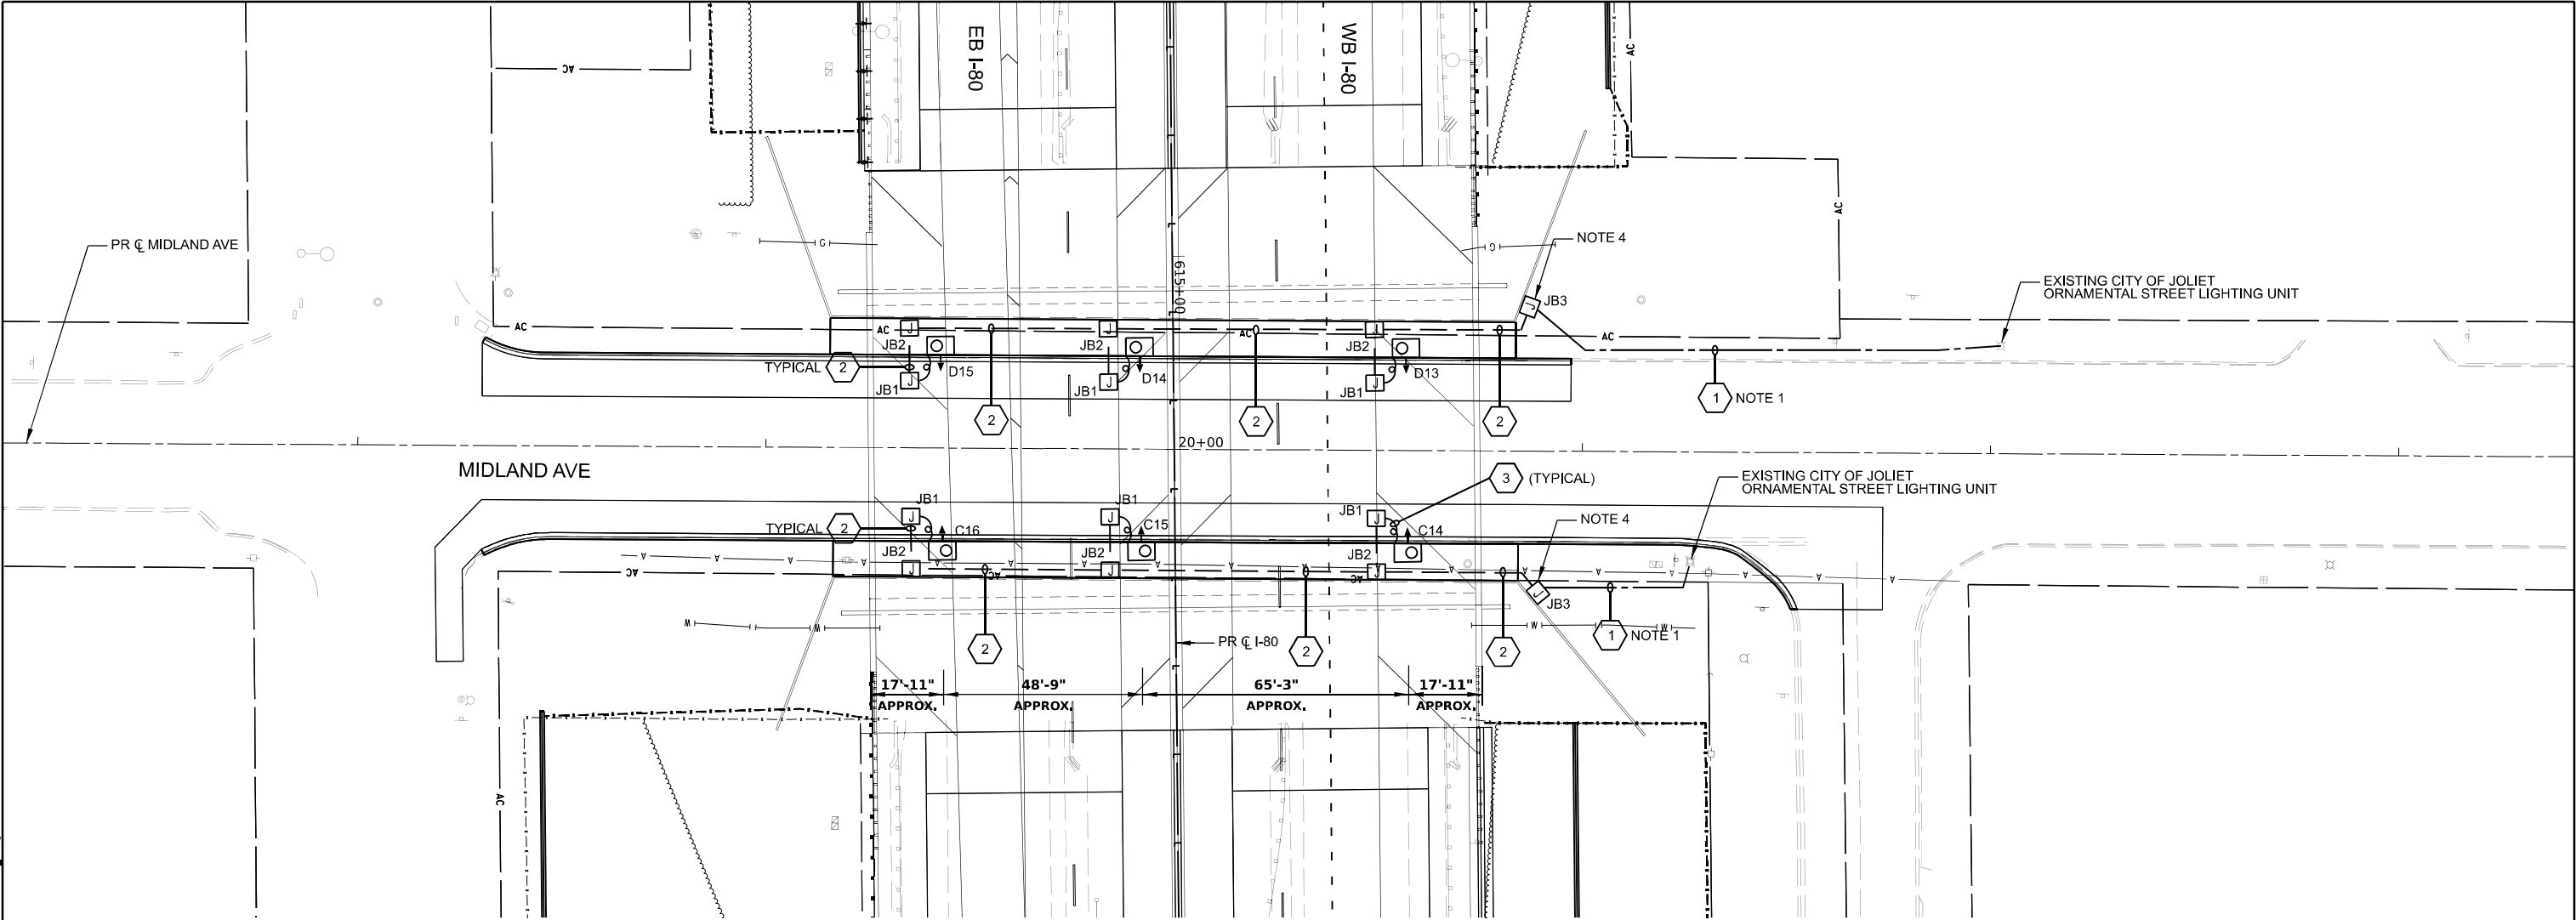 EB I-80
WB I-80
AC
AC
AC
G
G
NOTE 4
PR ℄ MIDLAND AVE
615+00
EXISTING CITY OF JOLIET
ORNAMENTAL STREET LIGHTING UNIT
JB3
AC
J
AC
J
AC
J
AC
JB2
JB2
JB2
TYPICAL
2
D15
D14
D13
JB1
J
JB1
J
JB1
J
2
2
2
1
NOTE 1
20+00
MIDLAND AVE
EXISTING CITY OF JOLIET
ORNAMENTAL STREET LIGHTING UNIT
3
(TYPICAL)
JB1
JB1
JB1
J
J
J
NOTE 4
TYPICAL
2
C16
C15
C14
JB2
JB2
JB2
A A A A A A A A A A A A A A A A A
AC
J
AC
J
AC
J
J
JB3
W
W
W
W
2
PR ℄ I-80
2
2
1
NOTE 1
17'-11"
48'-9"
65'-3"
17'-11"
APPROX.
APPROX.
APPROX.
APPROX.
AC